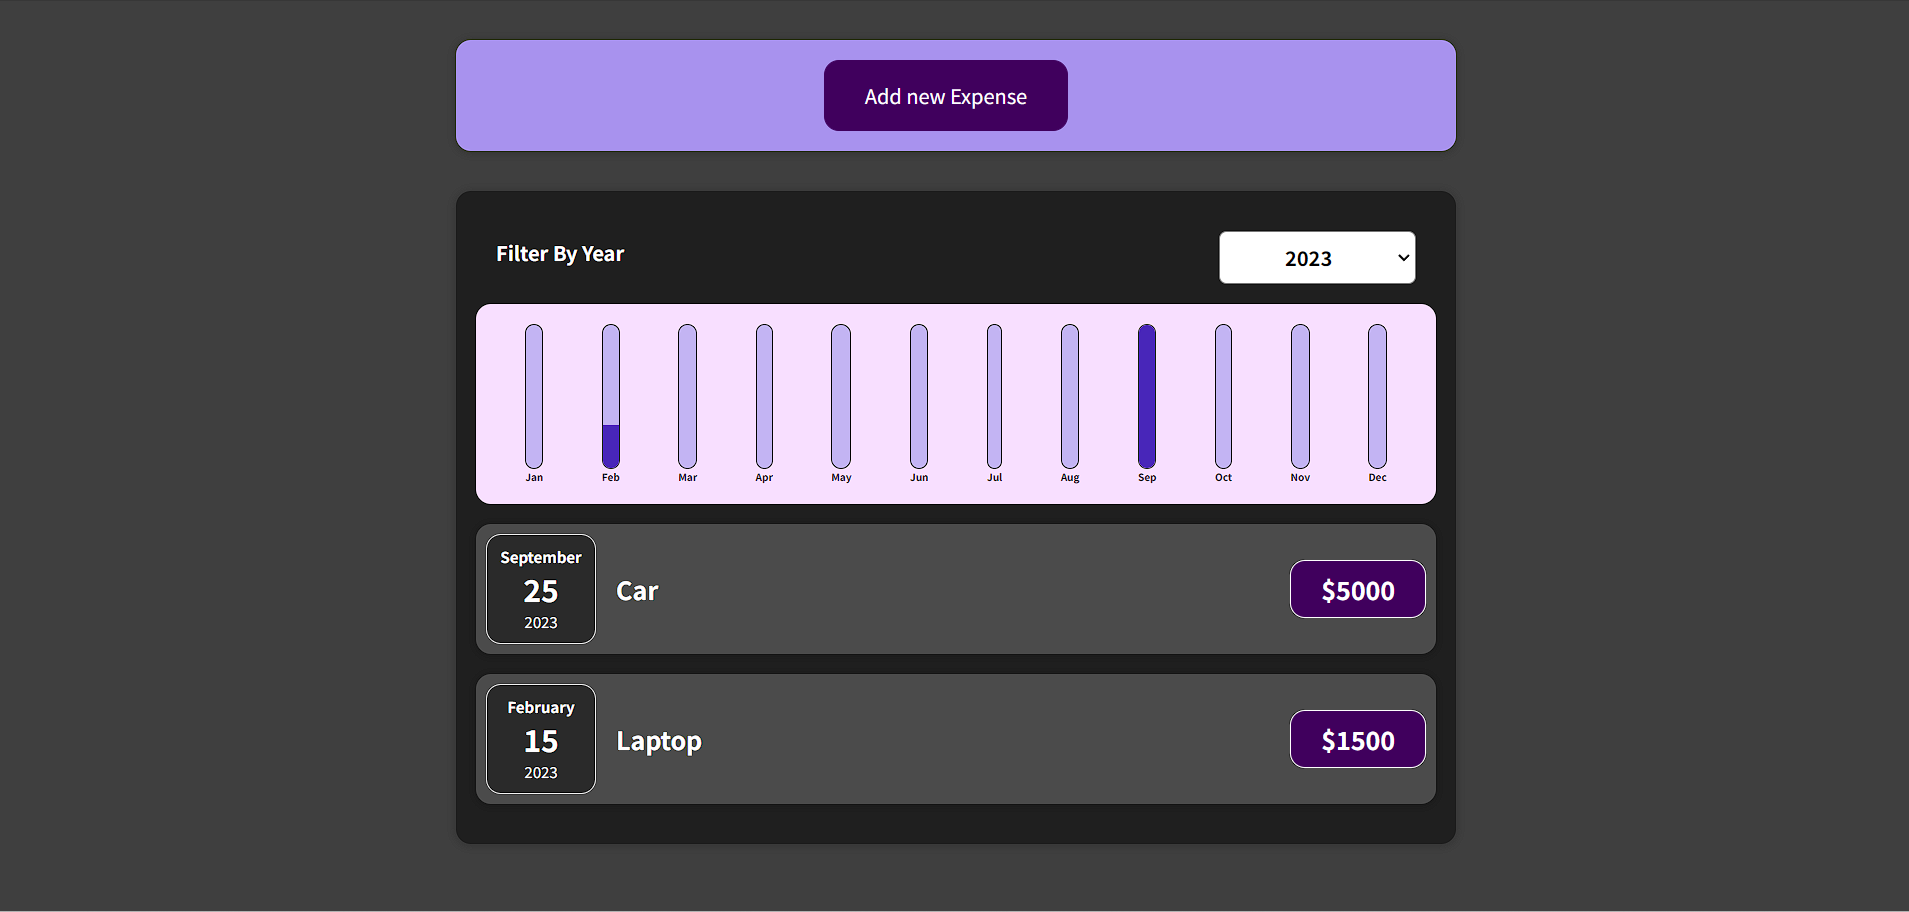 Add new Expense
Filter By Year
2023
Jan Feb Mar Apr May Jun Jul Aug Sep Oct Nov Dec
September
25
2023
Car
$5000
February
15
2023
Laptop
$1500